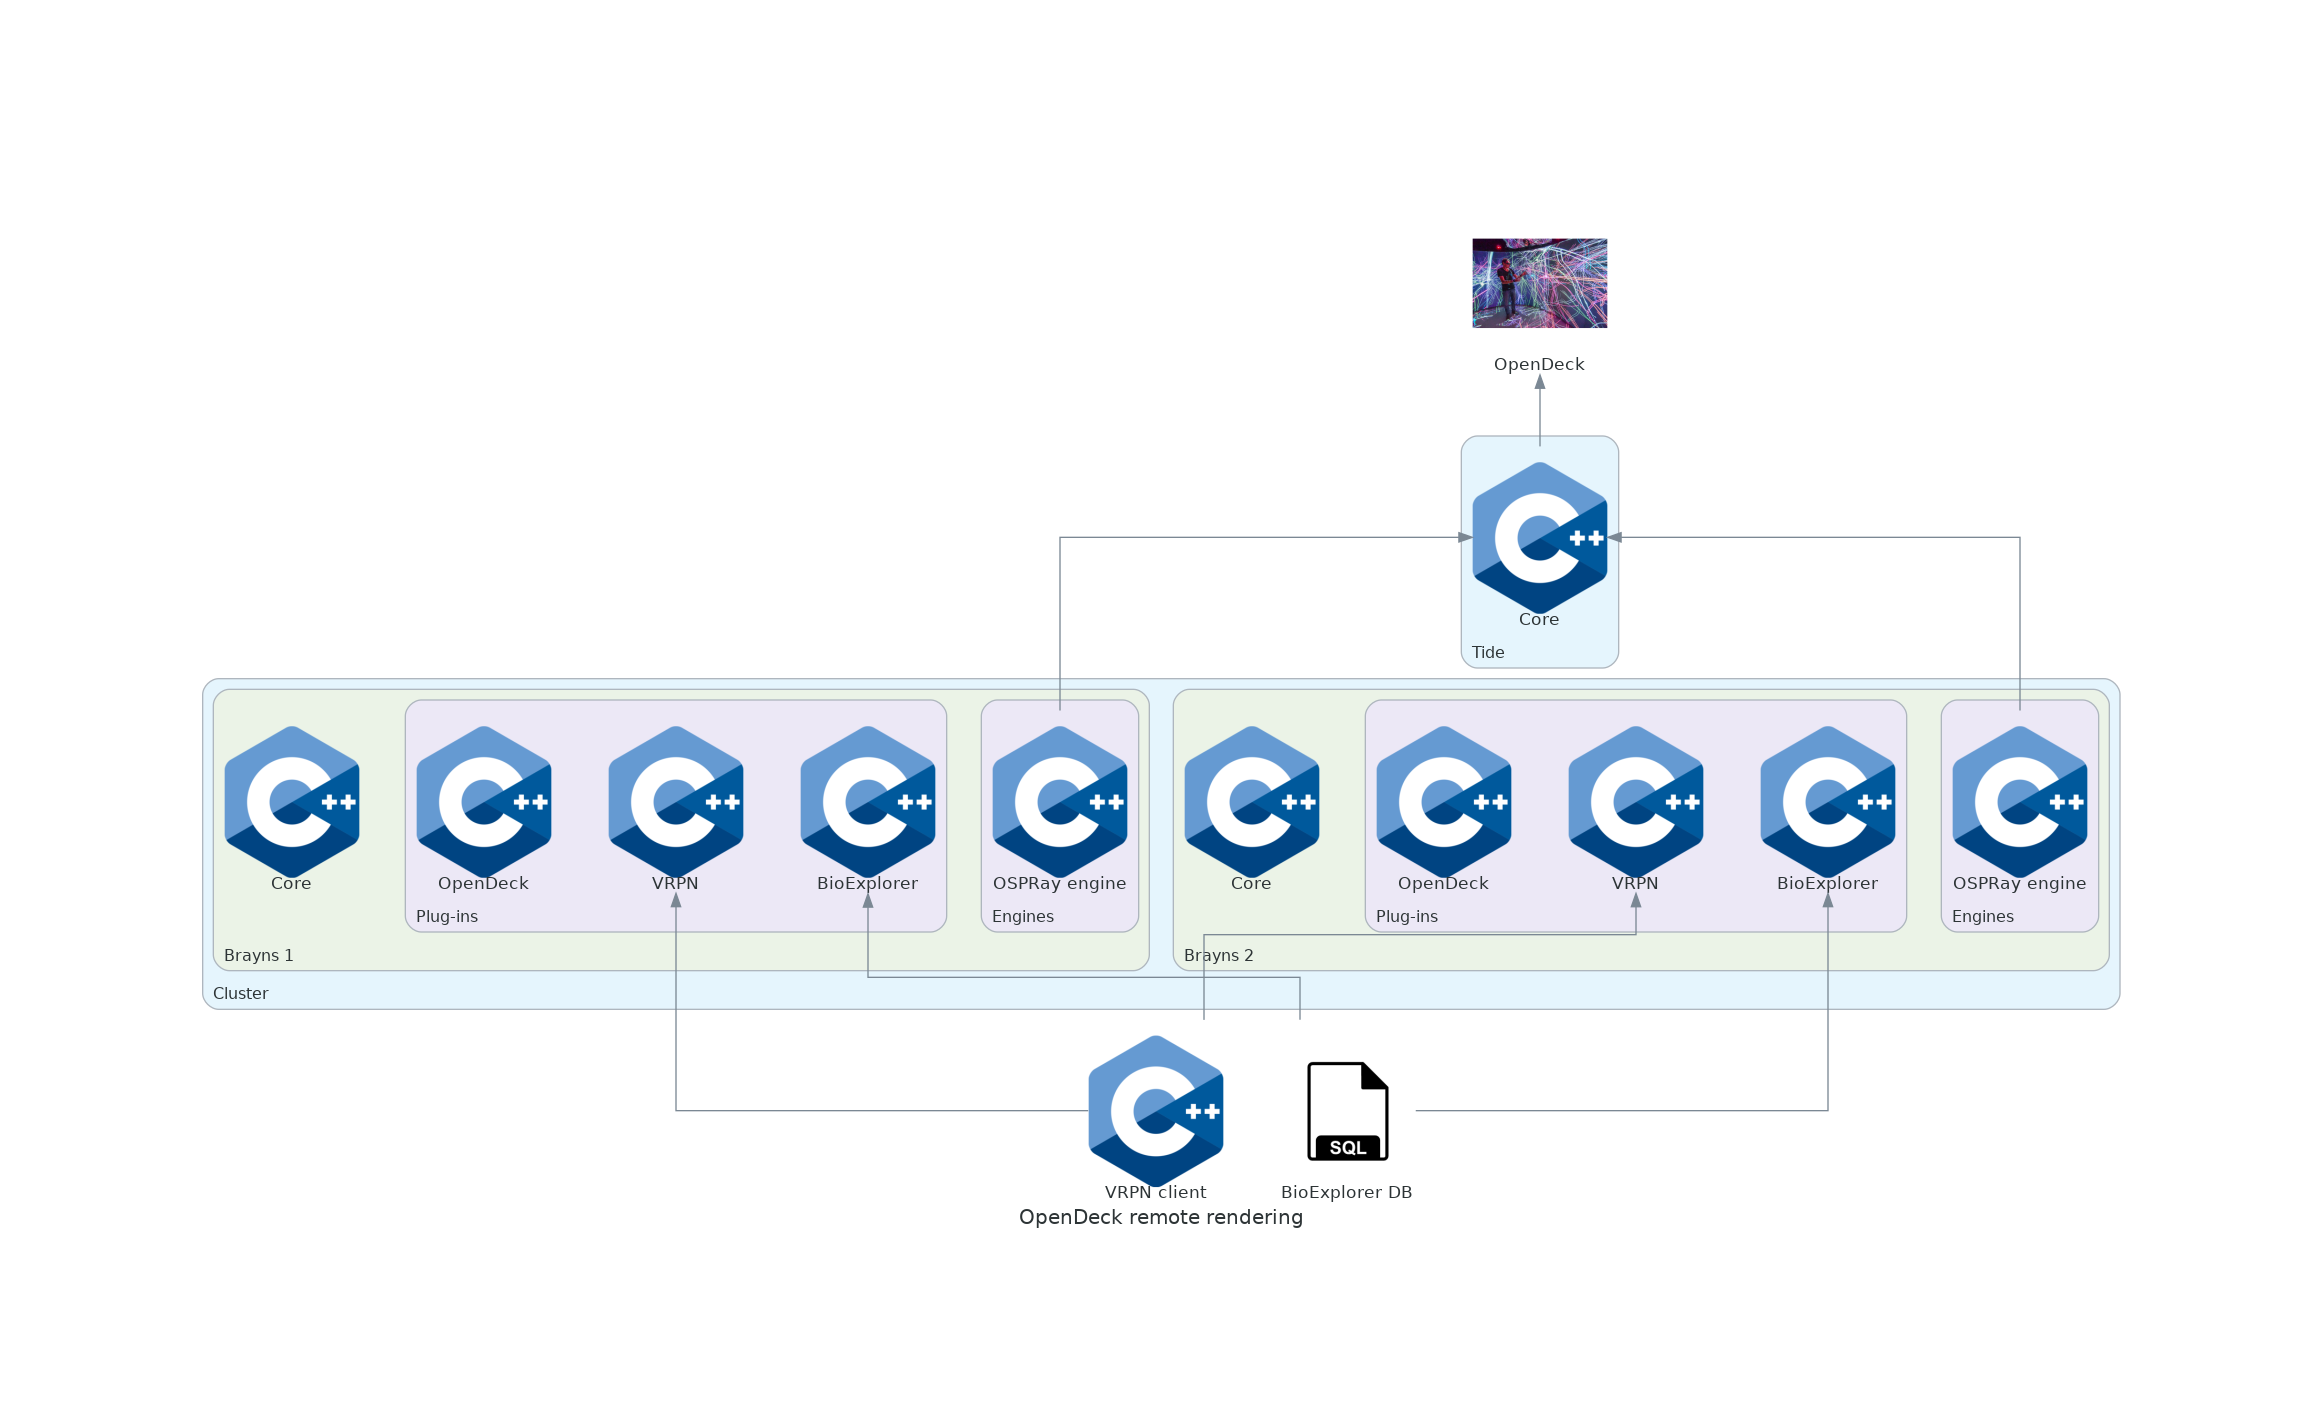 OpenDeck
++
Core
Tide
++
++
++
++
++
++
++
++
++
++
Core
OpenDeck
VRPN
BioExplorer
OSPRay engine
Core
OpenDeck
VRPN
BioExplorer
OSPRay engine
Plug-ins
Engines
Plug-ins
Engines
Brayns 1
Brayns 2
Cluster
++
SQL
VRPN client
BioExplorer DB
OpenDeck remote rendering